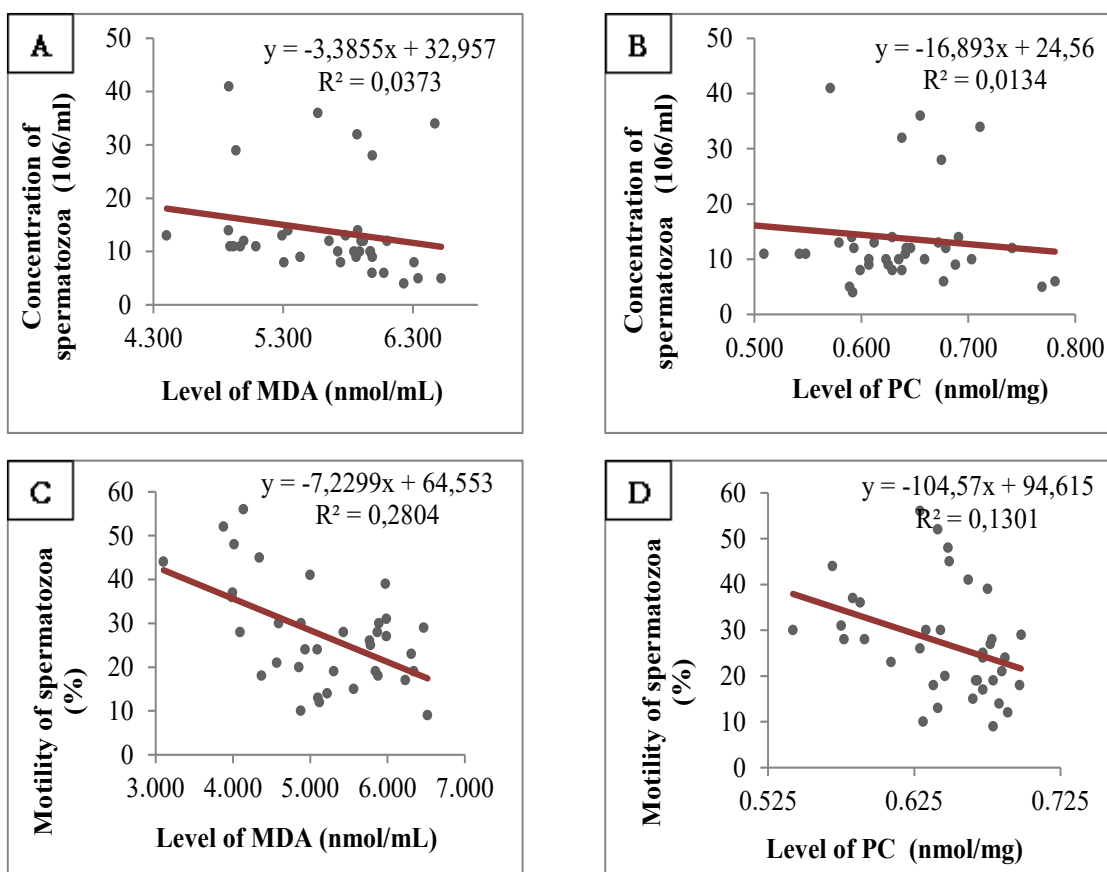 A
y = -3,3855x + 32,957
R² = 0,0373
50
40
30
20
10
0
4.300 5.300 6.300
Concentration of
spermatozoa (106/ml)
Level of MDA (nmol/mL)
B
y = -16,893x + 24,56
R² = 0,0134
50
40
30
20
10
0
0.500 0.600 0.700 0.800
Concentration of
spermatozoa (106/ml)
Level of PC (nmol/mg)
C
y = -7,2299x + 64,553
R² = 0,2804
60
50
40
30
20
10
0
3.000 4.000 5.000 6.000 7.000
Motility of spermatozoa
(%)
Level of MDA (nmol/mL)
D
y = -104,57x + 94,615
R² = 0,1301
60
50
40
30
20
10
0
0.525 0.625 0.725
Motility of spermatozoa
(%)
Level of PC (nmol/mg)